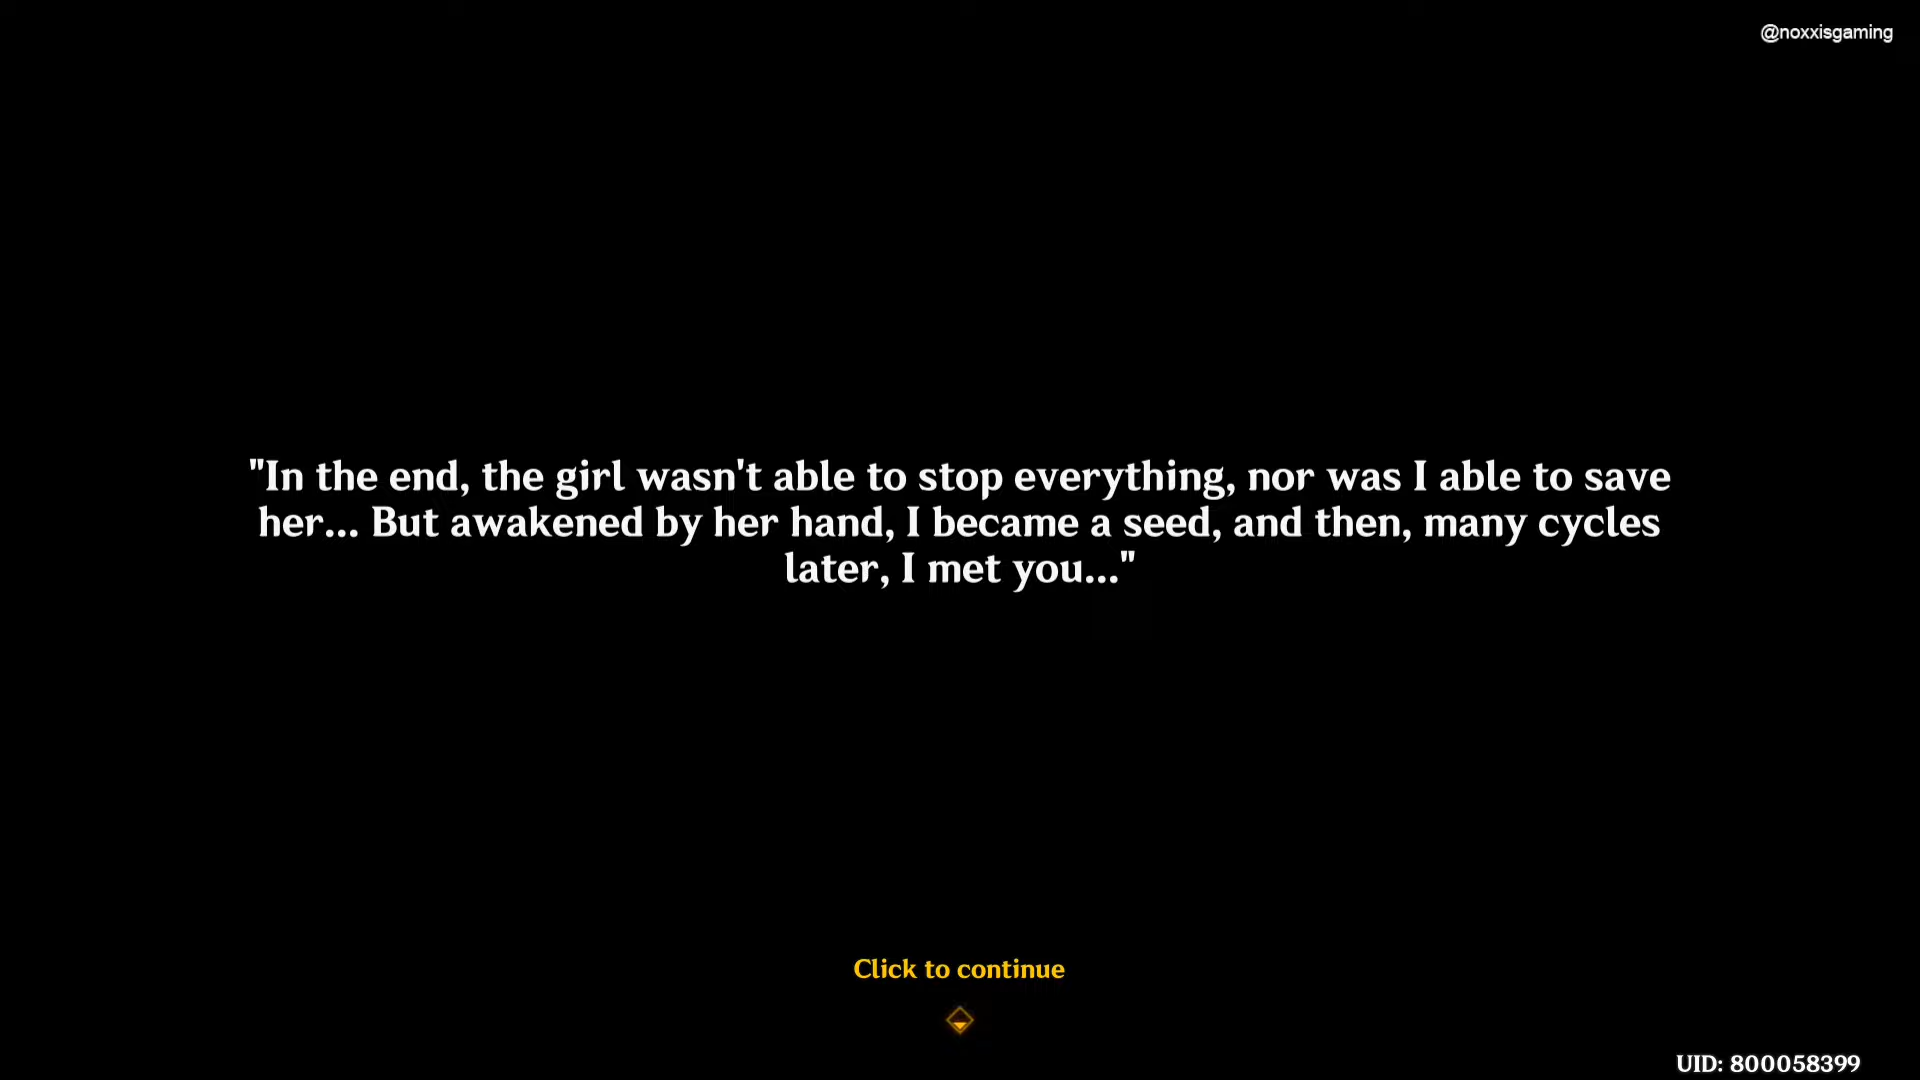 @noxxisgaming
"In the end, the girl wasn't able to stop everything, nor was I able to save
her... But awakened by her hand, I became a seed, and then, many cycles
later, I met you..."
Click to continue
UID: 800058399